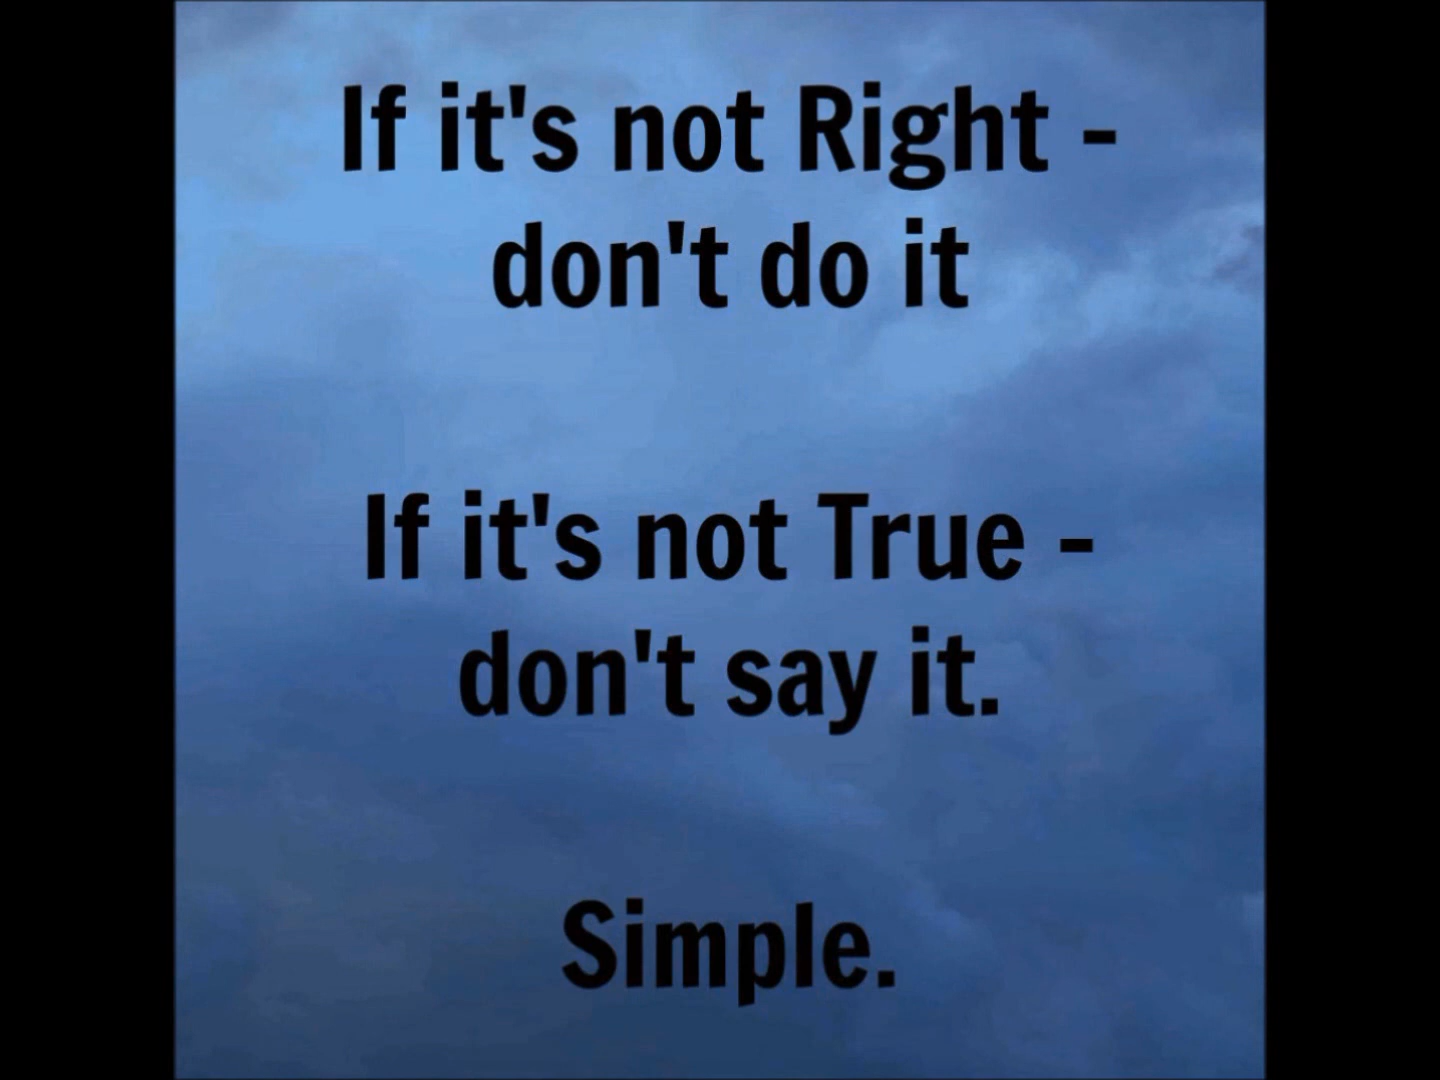 If it's not Right -
don't do it
If it's not True -
don't say it.
Simple.